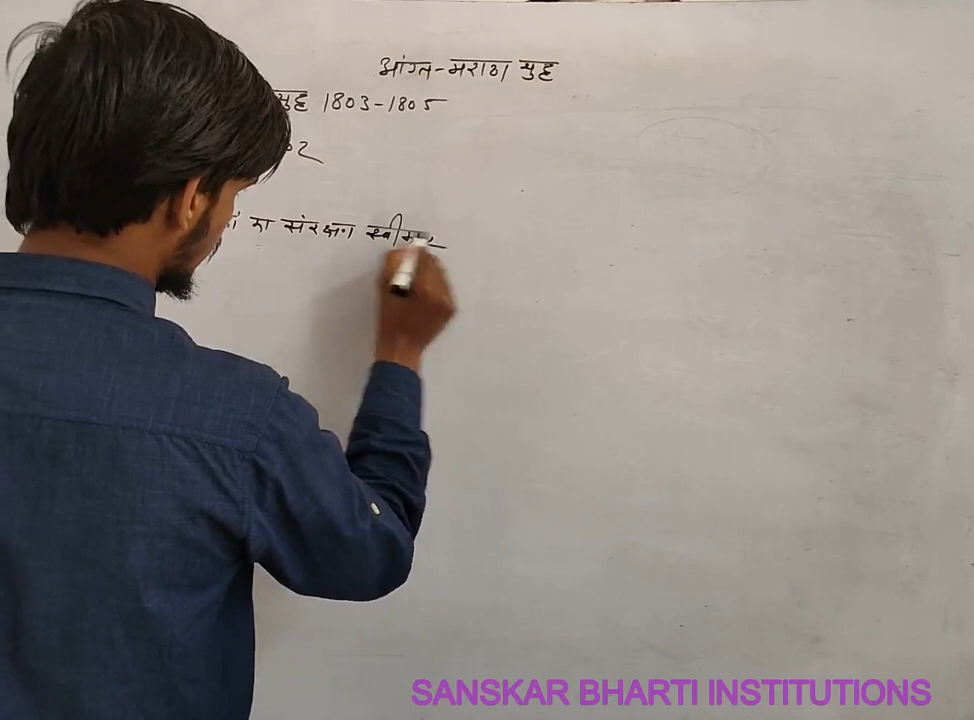 आंग्ल-मराठा युद्ध
युद्ध 1803-1805
का संरक्षण स्वीकार
SANSKAR BHARTI INSTITUTIONS